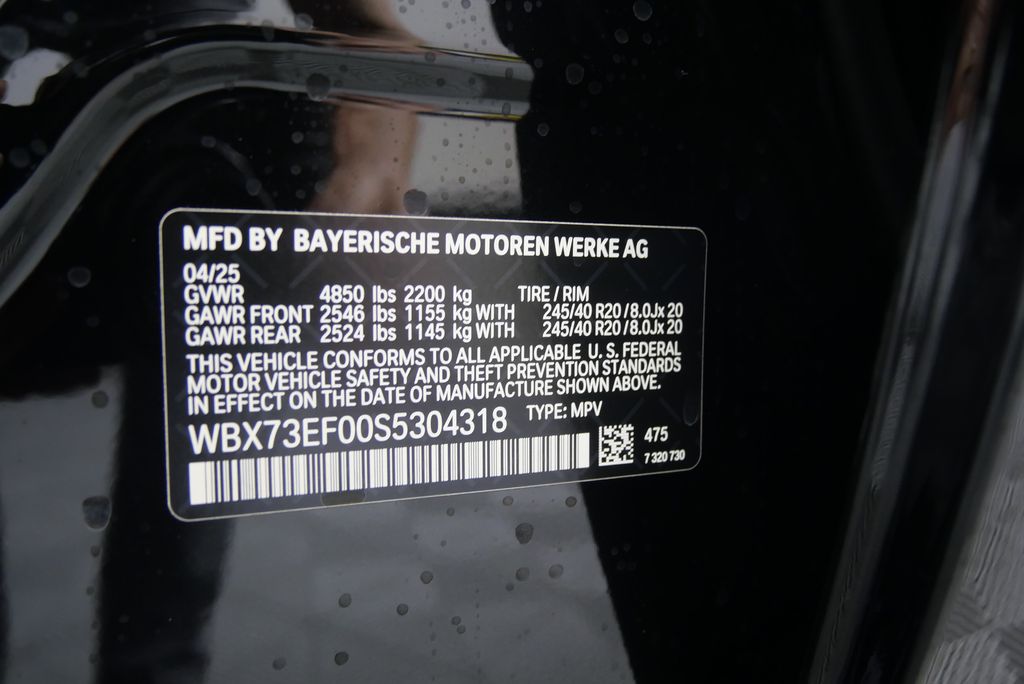 MFD BY BAYERISCHE MOTOREN WERKE AG
04/25
GVWR 4850 lbs 2200 kg TIRE / RIM
GAWR FRONT 2546 lbs 1155 kg WITH 245/40 R20 / 8.0Jx 20
GAWR REAR 2524 lbs 1145 kg WITH 245/40 R20 / 8.0Jx 20
THIS VEHICLE CONFORMS TO ALL APPLICABLE U. S. FEDERAL
MOTOR VEHICLE SAFETY AND THEFT PREVENTION STANDARDS
IN EFFECT ON THE DATE OF MANUFACTURE SHOWN ABOVE.
WBX73EF00S5304318 TYPE: MPV
475
7 320 730